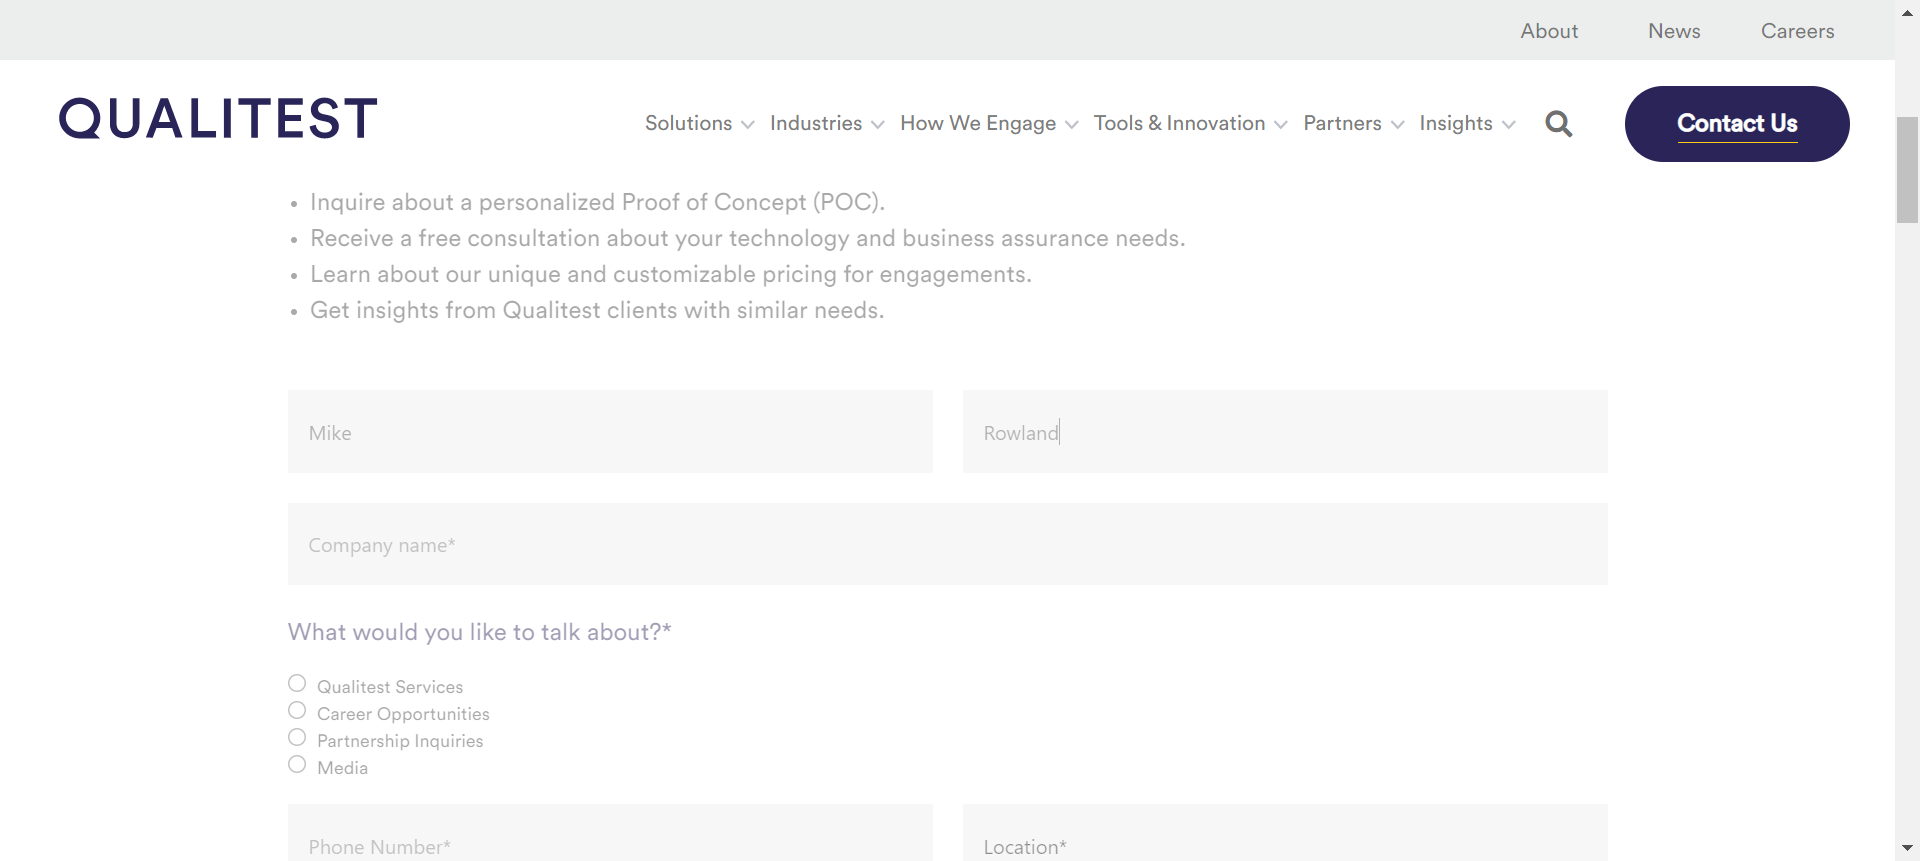 About News Careers
QUALITEST
Solutions Industries How We Engage Tools & Innovation Partners Insights Contact Us
• Inquire about a personalized Proof of Concept (POC).
• Receive a free consultation about your technology and business assurance needs.
• Learn about our unique and customizable pricing for engagements.
• Get insights from Qualitest clients with similar needs.
Mike Rowland
Company name*
What would you like to talk about?*
Qualitest Services
Career Opportunities
Partnership Inquiries
Media
Phone Number* Location*